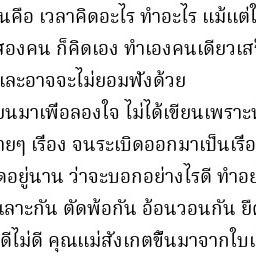 นคือ เวลาคิดอะไร ทำอะไร แม้แต่
สองคน ก็คิดเอง ทำเองคนเดียวเส
และอาจจะไม่ยอมฟังด้วย
ยนมาเพื่อลองใจ ไม่ได้เขียนเพราะ
ายๆ เรื่อง จนระเบิดออกมาเป็นเรื่อ
อยู่นาน ว่าจะบอกอย่างไรดี ทำอย
ลาะกัน ตัดพ้อกัน อ้อนวอนกัน ยื
ดีไม่ดี คุณแม่สังเกตขึ้นมาจากใบเ